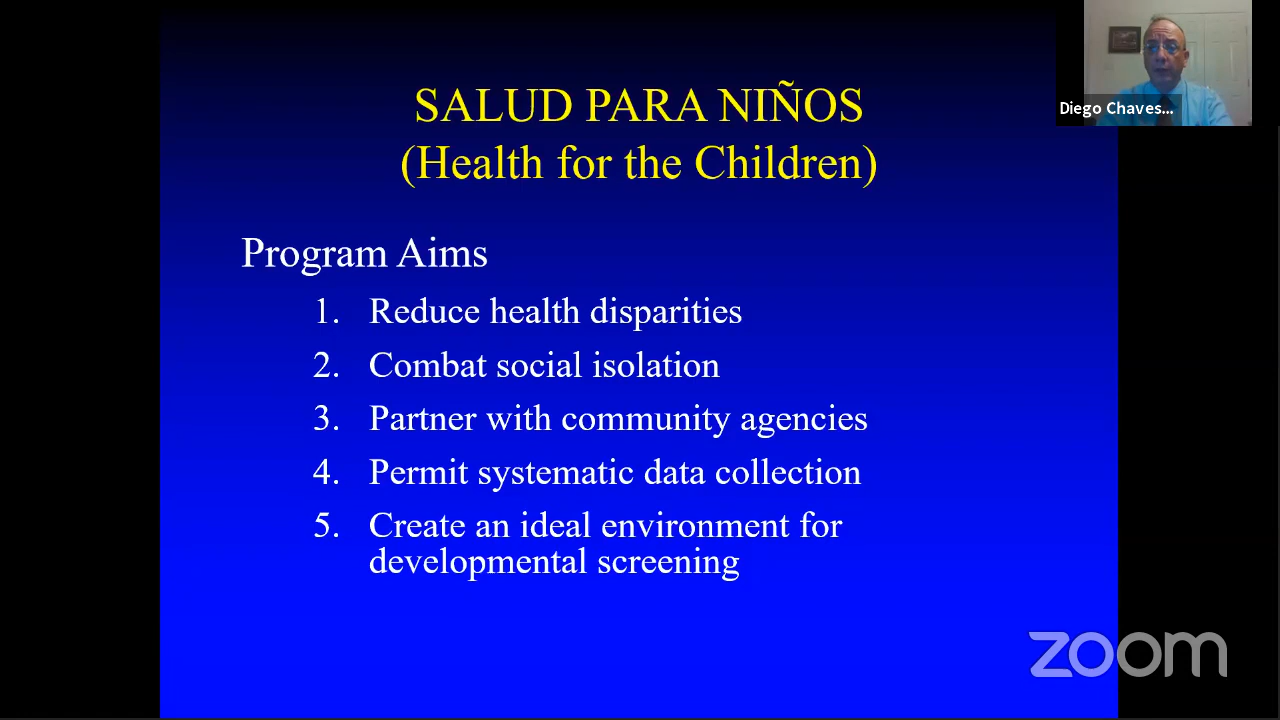 SALUD PARA NIÑOS
(Health for the Children)
Program Aims
1. Reduce health disparities
2. Combat social isolation
3. Partner with community agencies
4. Permit systematic data collection
5. Create an ideal environment for
developmental screening
Diego Chaves...
zoom